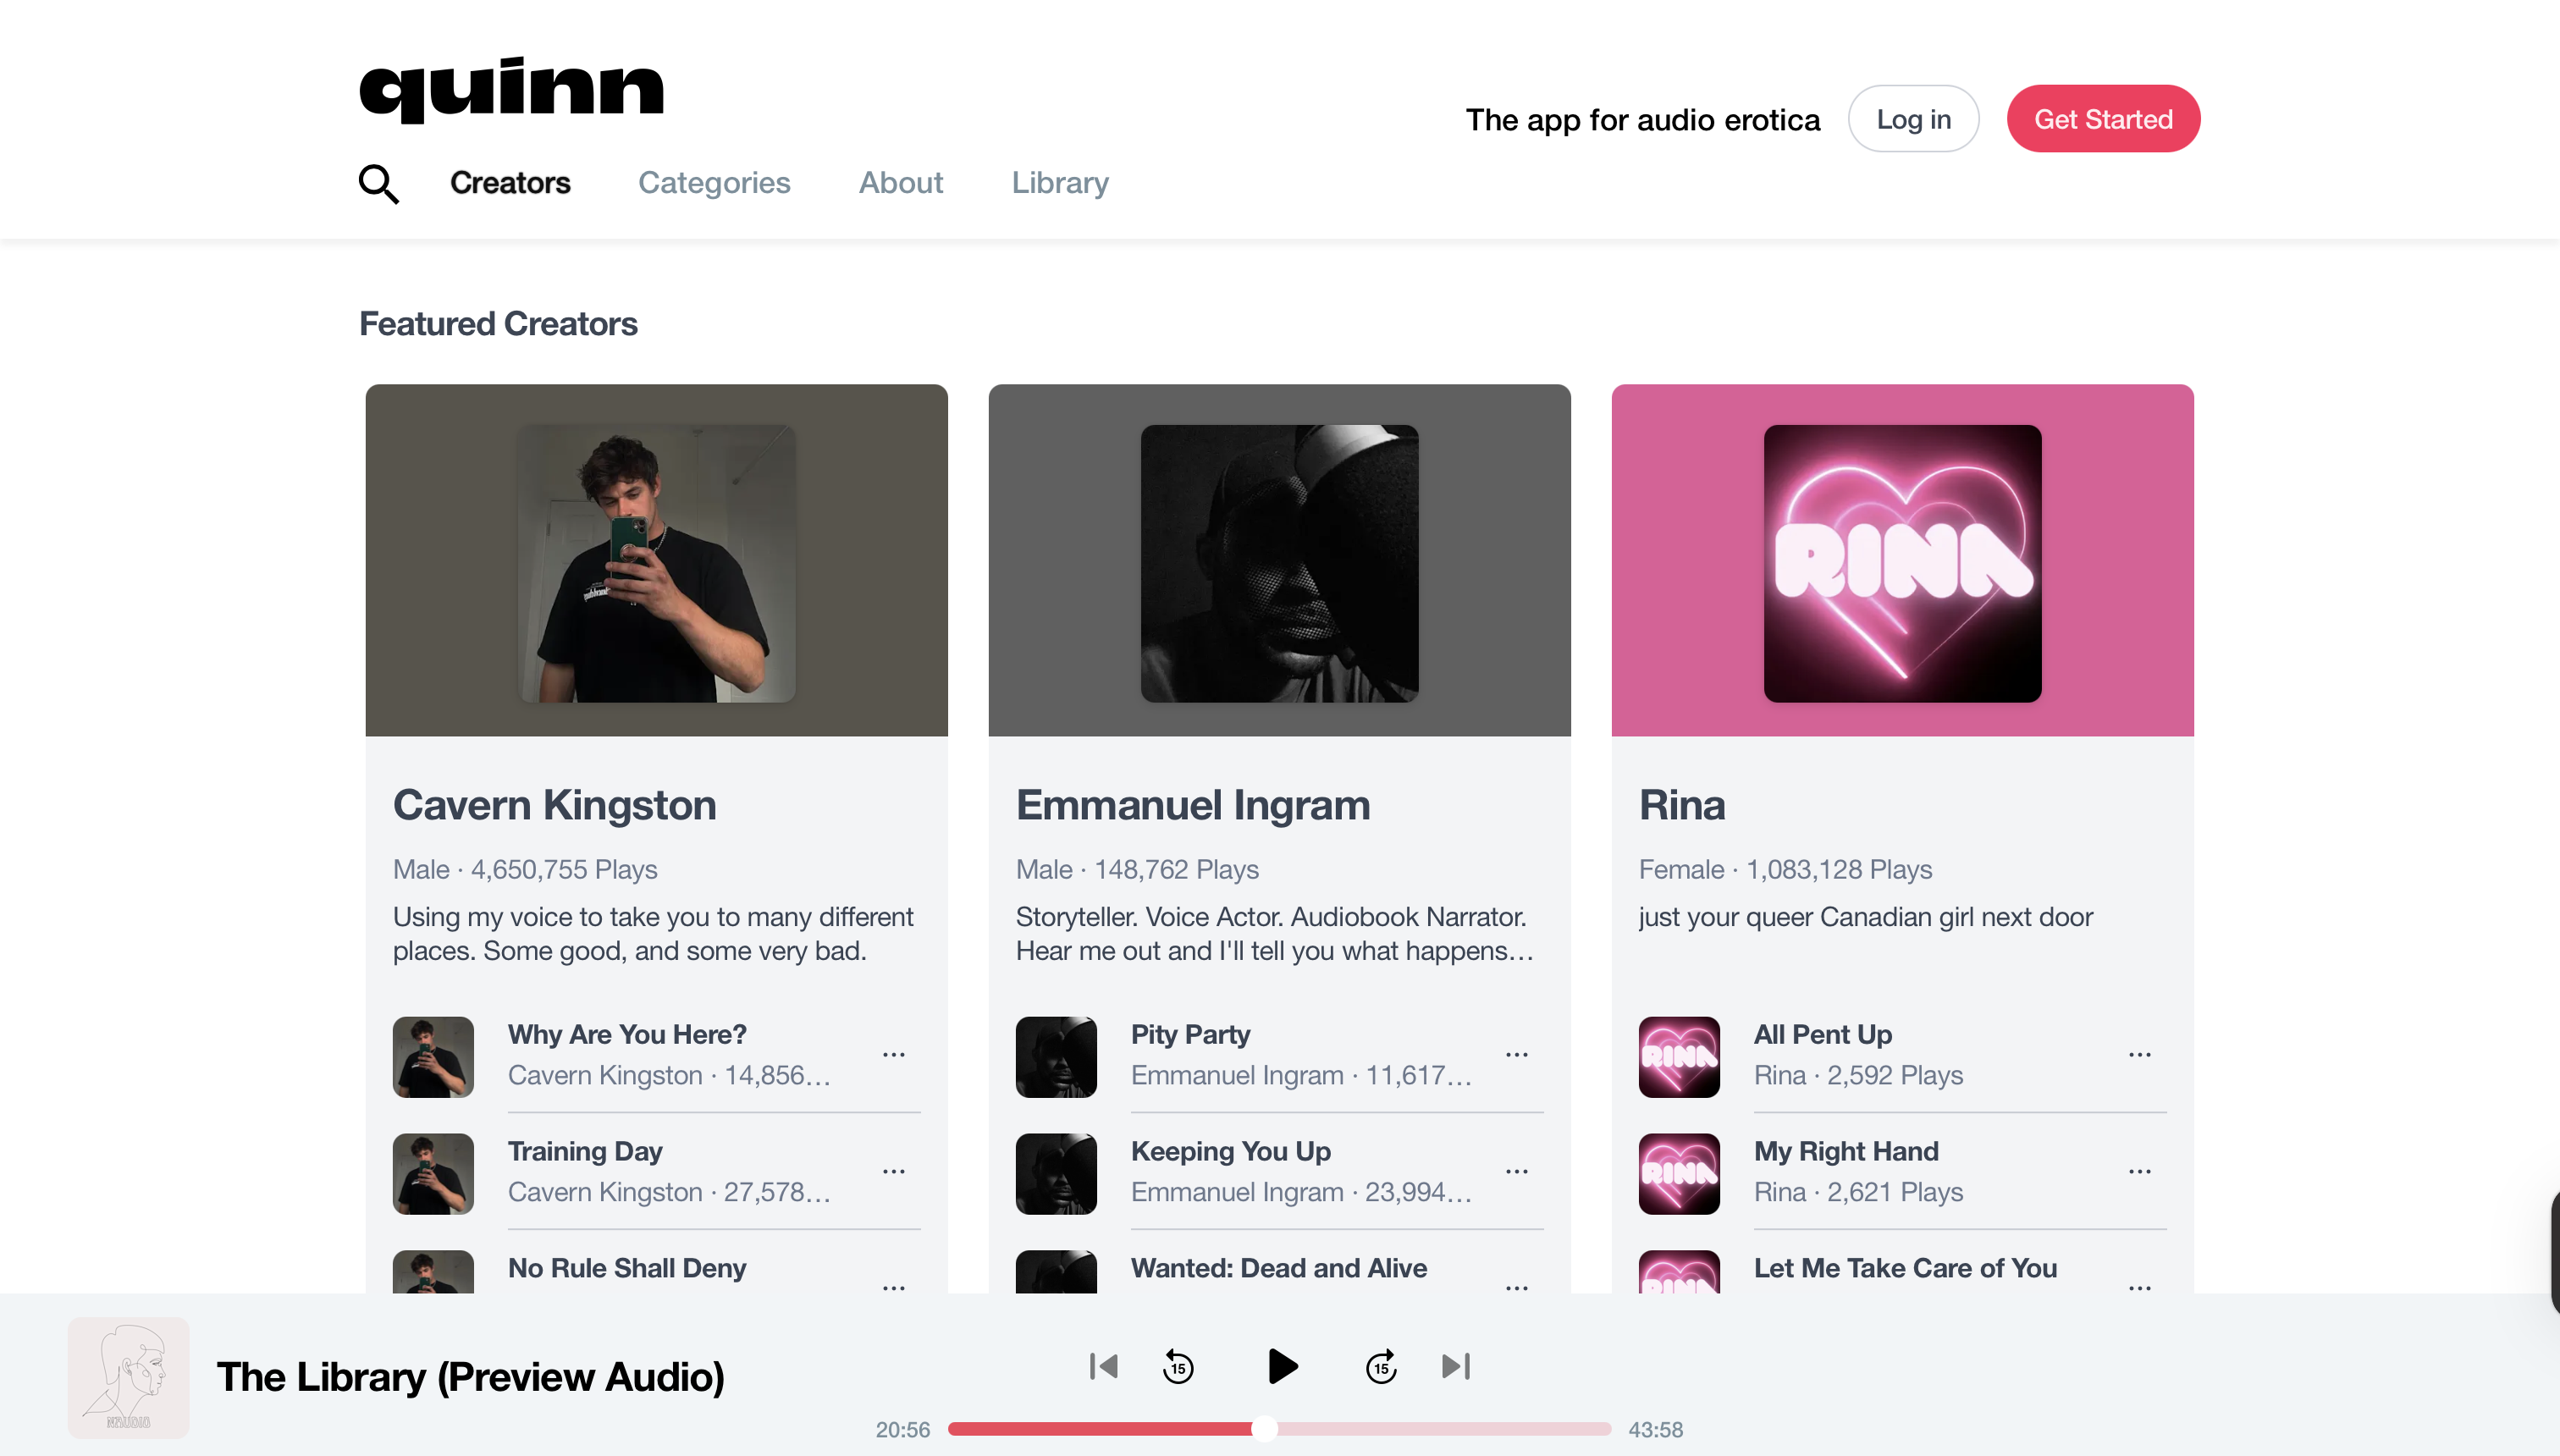 quinn
The app for audio erotica
Log in
Get Started
Creators
Categories
About
Library
Featured Creators
RINA
Cavern Kingston
Male · 4,650,755 Plays
Using my voice to take you to many different
places. Some good, and some very bad.
Why Are You Here?
Cavern Kingston · 14,856...
Training Day
Cavern Kingston · 27,578...
No Rule Shall Deny
Emmanuel Ingram
Male · 148,762 Plays
Storyteller. Voice Actor. Audiobook Narrator.
Hear me out and I'll tell you what happens...
Pity Party
Emmanuel Ingram · 11,617...
Keeping You Up
Emmanuel Ingram · 23,994...
Wanted: Dead and Alive
Rina
Female · 1,083,128 Plays
just your queer Canadian girl next door
RINA
All Pent Up
Rina · 2,592 Plays
RINA
My Right Hand
Rina · 2,621 Plays
RINA
Let Me Take Care of You
The Library (Preview Audio)
15
15
20:56
43:58